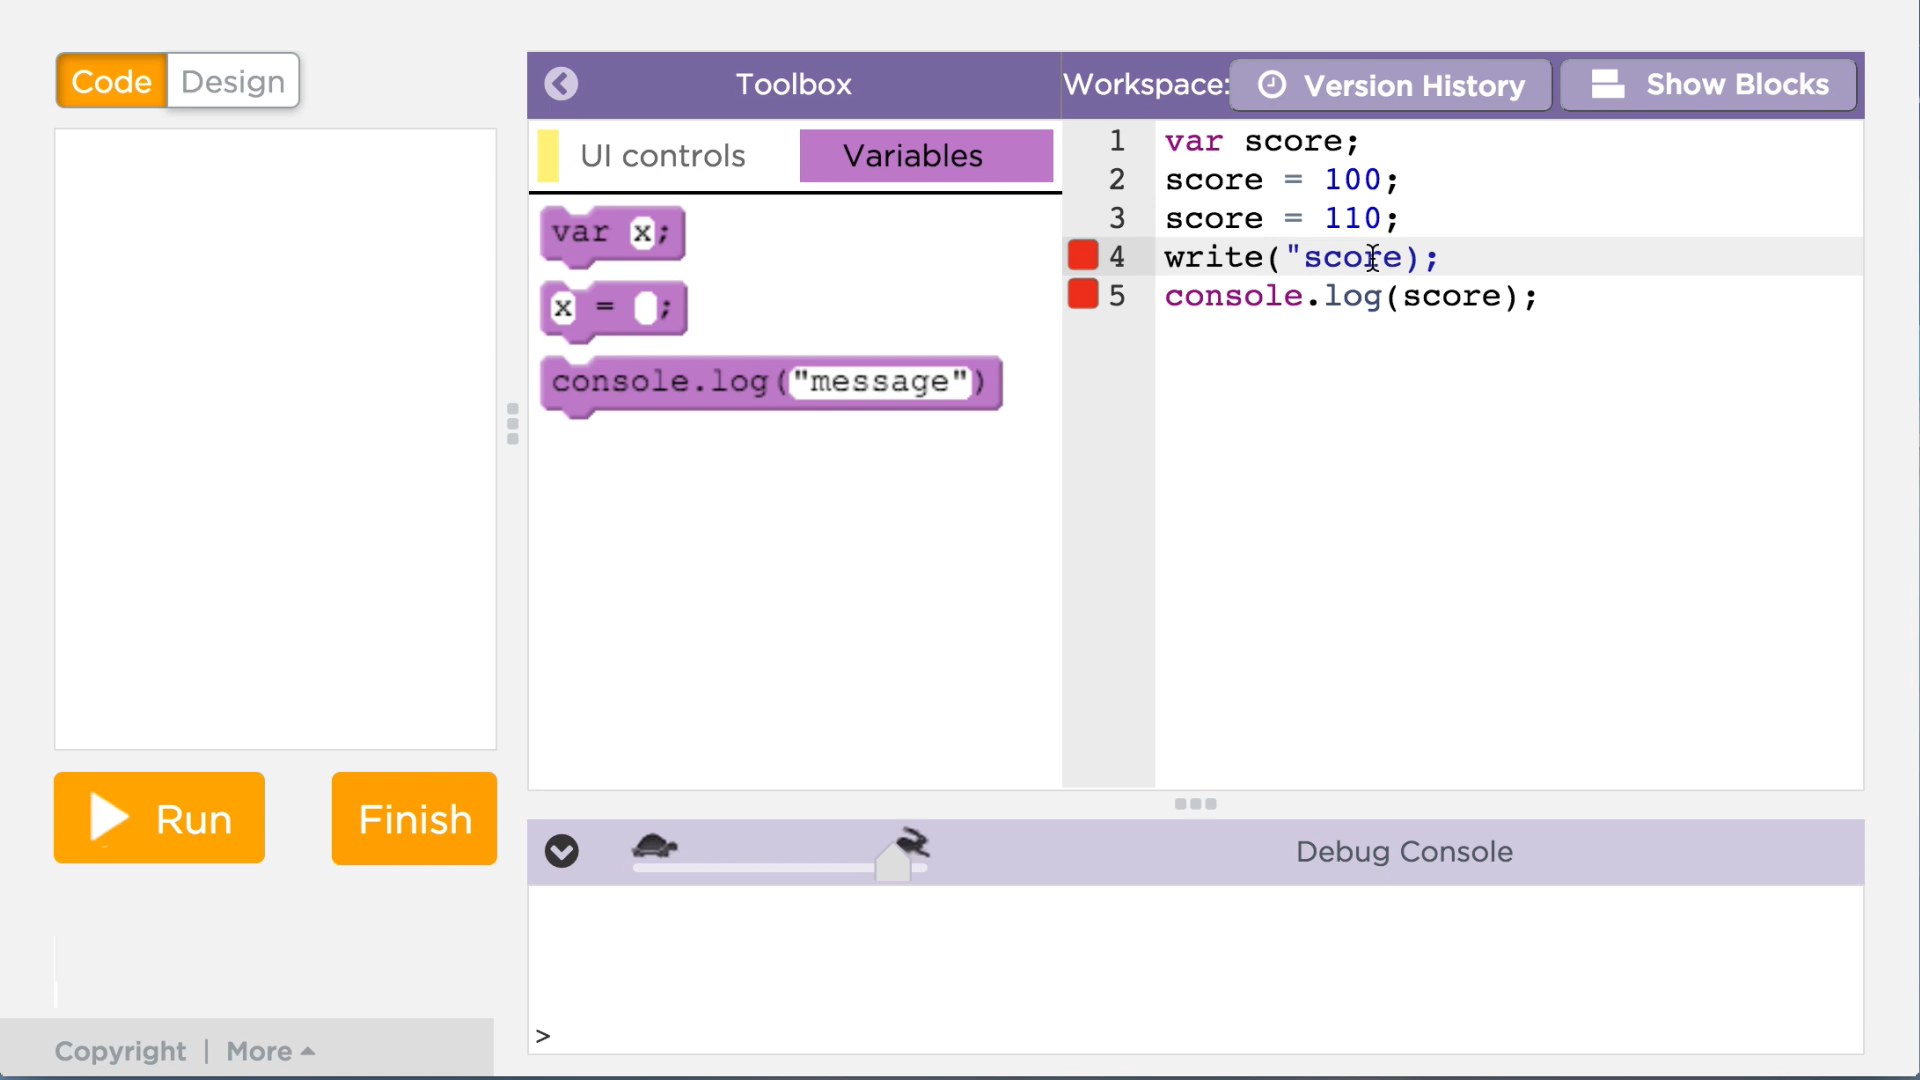 Code Design
Toolbox
Workspace: Version History Show Blocks
UI controls Variables
var x;
x = ;
console.log("message")
1 var score;
2 score = 100;
3 score = 110;
4 write("score);
5 console.log(score);
Run Finish
Debug Console
>
Copyright | More